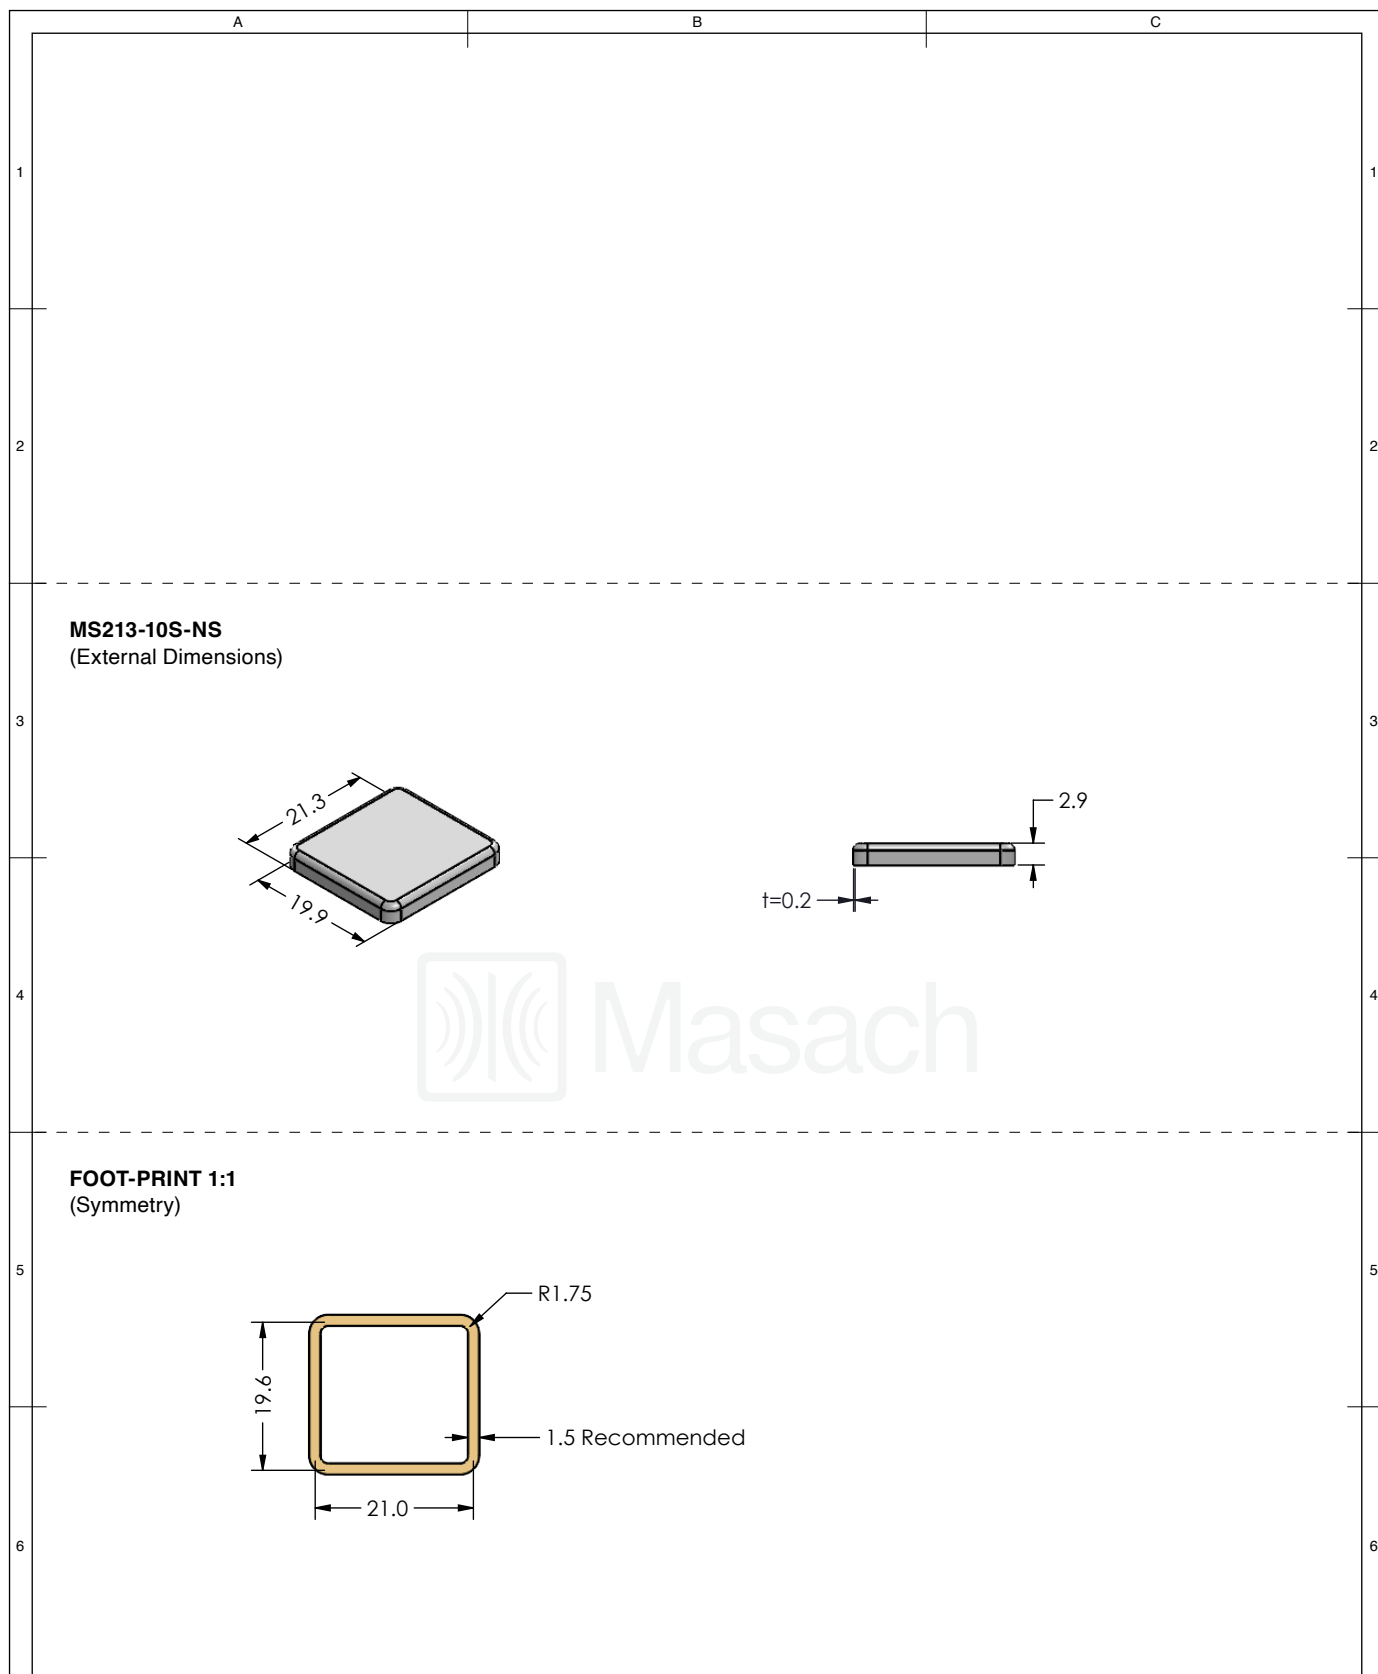 A B C
1 1
2 2
MS213-10S-NS
(External Dimensions)
3 3
21.3
2.9
t=0.2
19.9
4 4
Masach
FOOT-PRINT 1:1
(Symmetry)
5 5
R1.75
19.6
1.5 Recommended
21.0
6 6